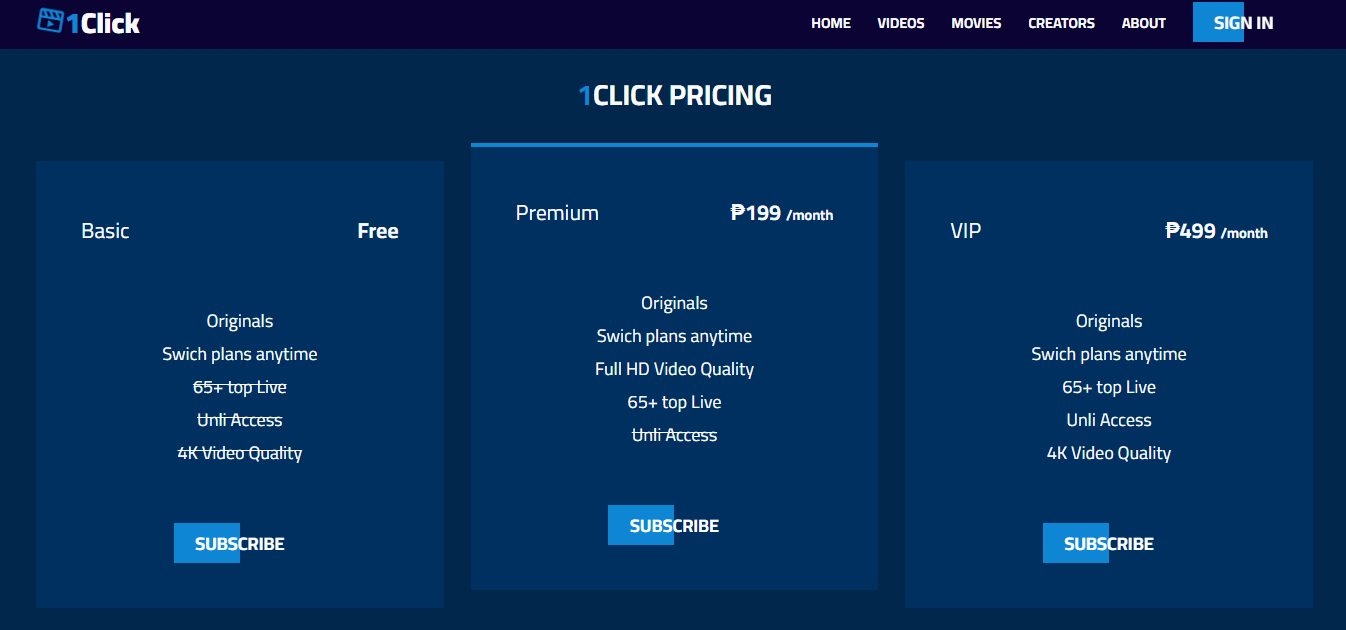 1Click
HOME VIDEOS MOVIES CREATORS ABOUT SIGN IN
1CLICK PRICING
Basic Free
Originals
Swich plans anytime
65+ top Live
Unli Access
4K Video Quality
SUBSCRIBE
Premium ₱199 /month
Originals
Swich plans anytime
Full HD Video Quality
65+ top Live
Unli Access
SUBSCRIBE
VIP ₱499 /month
Originals
Swich plans anytime
65+ top Live
Unli Access
4K Video Quality
SUBSCRIBE